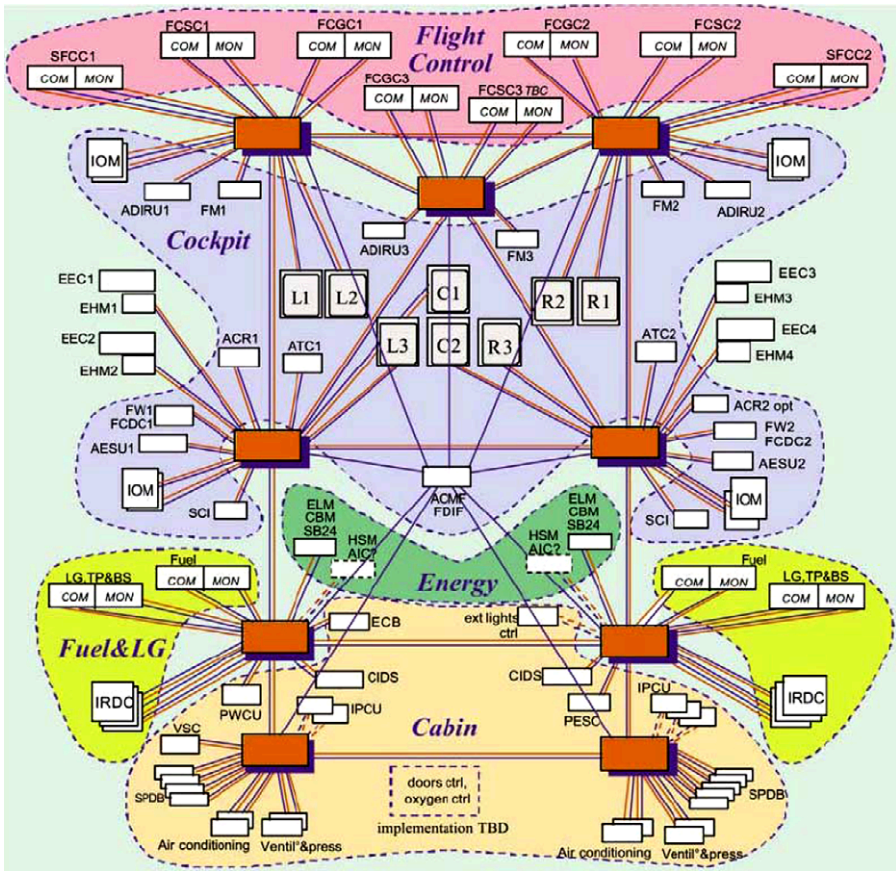 FCSC1
FCGC1
FCGC2
FCSC2
COM MON
COM MON
Flight
Control
COM MON
COM MON
SFCC1
COM MON
FCGC3
COM MON
FCSC3 TBC
COM MON
SFCC2
COM MON
IOM
IOM
ADIRU1
FM1
FM2
ADIRU2
Cockpit
ADIRU3
FM3
EEC1
EHM1
L1
L2
C1
R2
R1
EEC3
EHM3
EEC2
EHM2
ACR1
ATC1
L3
C2
R3
ATC2
EEC4
EHM4
FW1
FCDC1
AESU1
ACR2 opt
FW2
FCDC2
AESU2
IOM
SCI
ACMF
FDIF
SCI
IOM
ELM
CBM
SB24
HSM
AIC?
Energy
HSM
AIC?
ELM
CBM
SB24
LG,TP&BS
COM MON
Fuel
COM MON
Fuel
COM MON
LG,TP&BS
COM MON
Fuel&LG
ECB
ext lights
ctrl
IRDC
PWCU
CIDS
CIDS
PESC
IRDC
IPCU
IPCU
VSC
Cabin
SPDB
doors ctrl,
oxygen ctrl
SPDB
implementation TBD
Air conditioning
Ventil°&press
Air conditioning
Ventil°&press